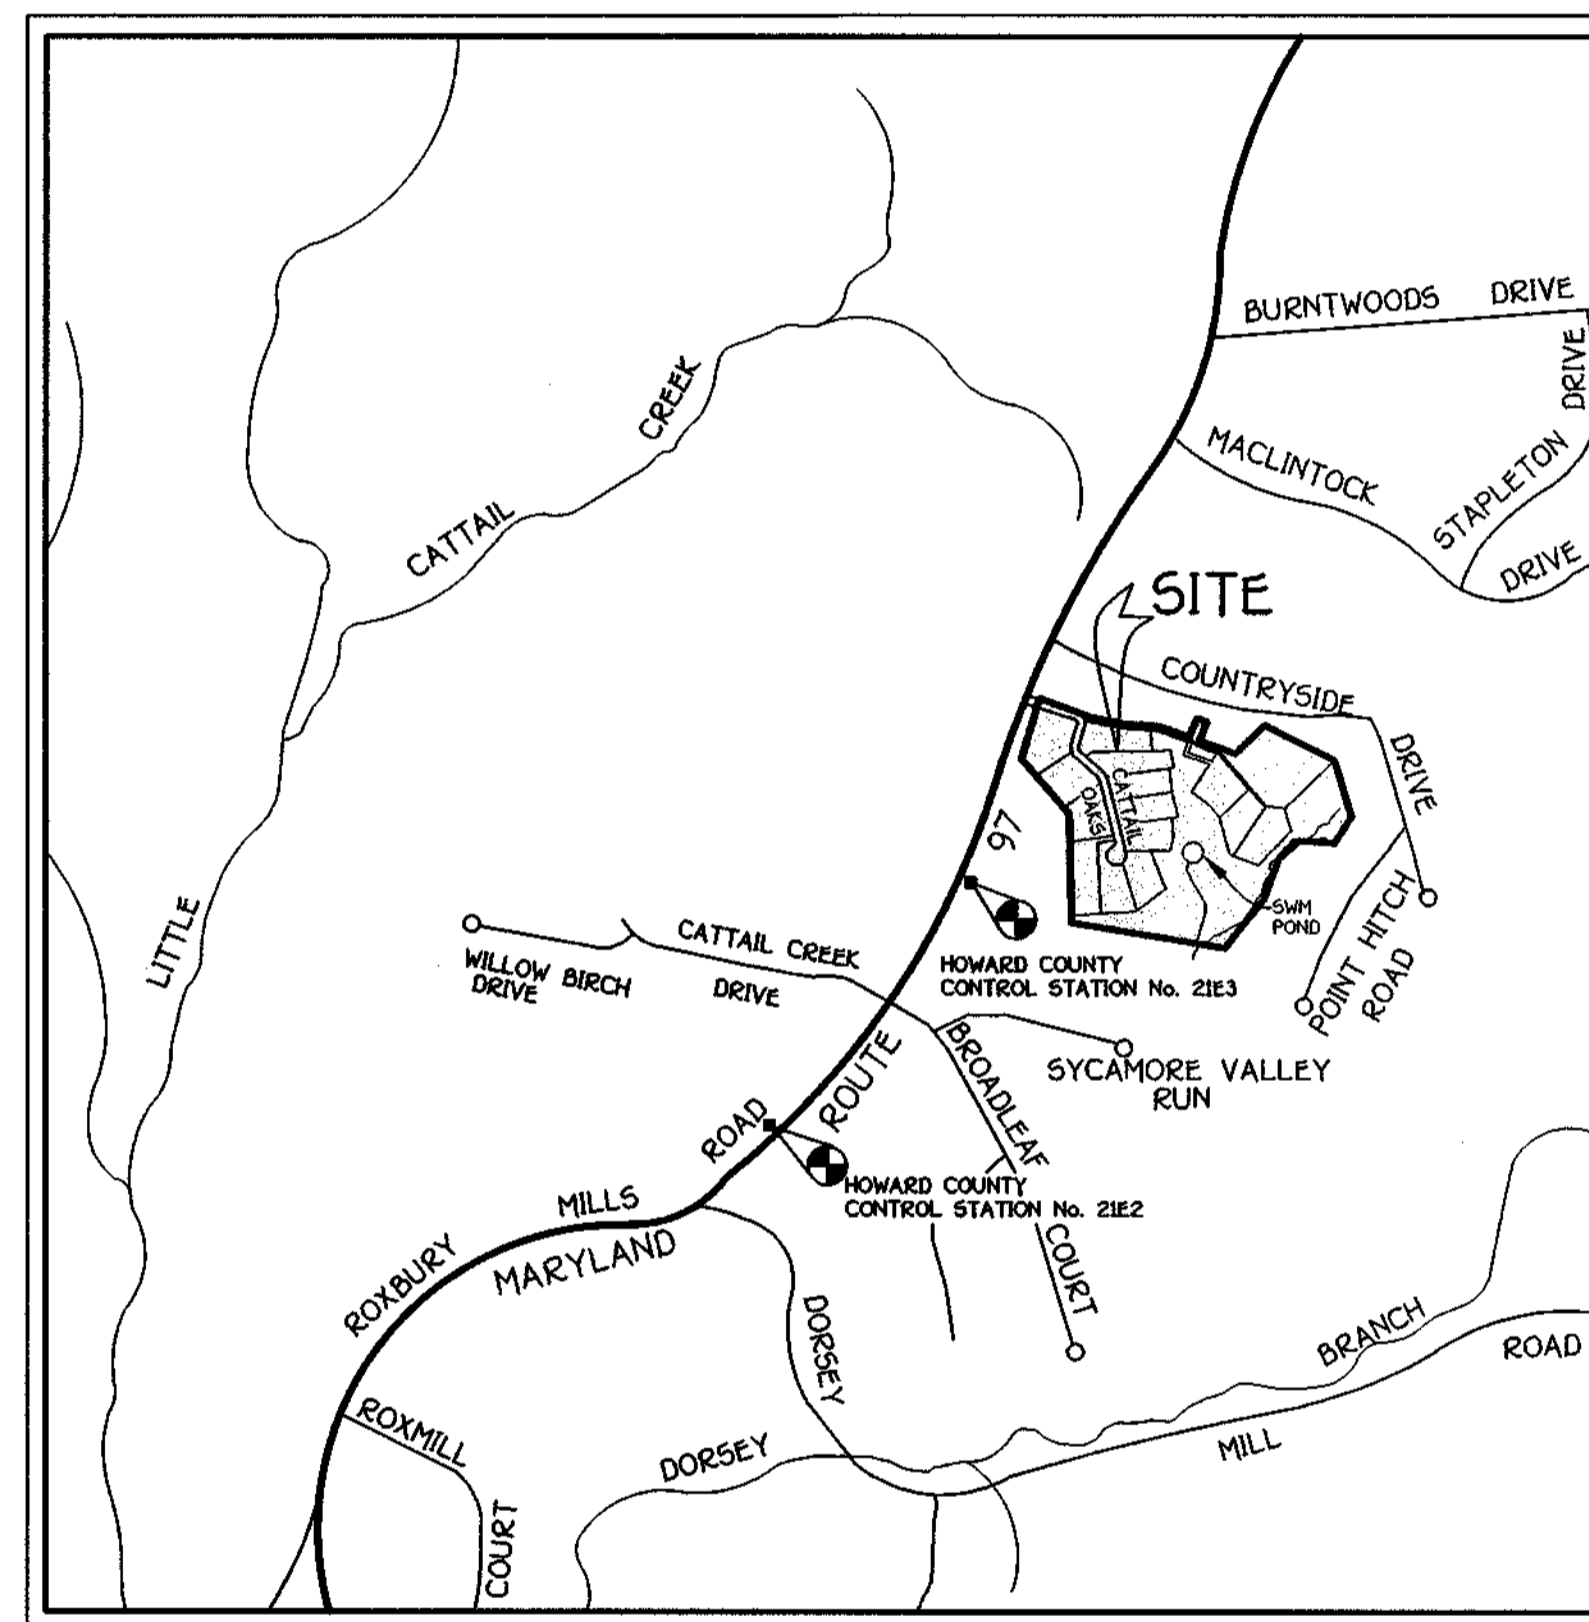 BURNTWOODS DRIVE
DRIVE
CREEK
MACLINTOCK
STAPLETON
CATTAIL
DRIVE
SITE
COUNTRYSIDE
DRIVE
CATTAIL
OAKS
97
LITTLE
SWM
POND
POINT HITCH
ROAD
CATTAIL CREEK
DRIVE
WILLOW BIRCH
DRIVE
HOWARD COUNTY
CONTROL STATION No. 21E3
ROUTE
BROADLEAF
SYCAMORE VALLEY
RUN
ROAD
HOWARD COUNTY
CONTROL STATION No. 21E2
MILLS
MARYLAND
ROXBURY
COURT
DORSEY
BRANCH
ROAD
ROXMILL
DORSEY
MILL
COURT